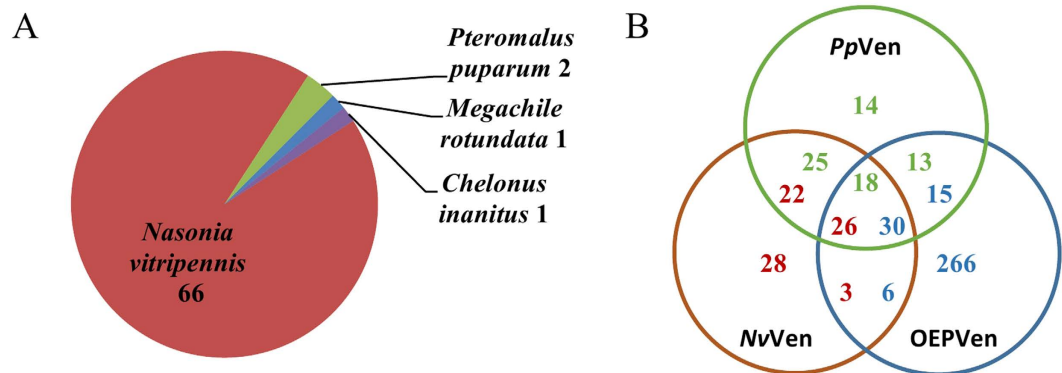 A
Pteromalus
puparum 2
Megachile
rotundata 1
Chelonus
inanitus 1
Nasonia
vitripennis
66
B
PpVen
14
25
13
18
22
15
26
30
28
266
3
6
NvVen
OEPVen